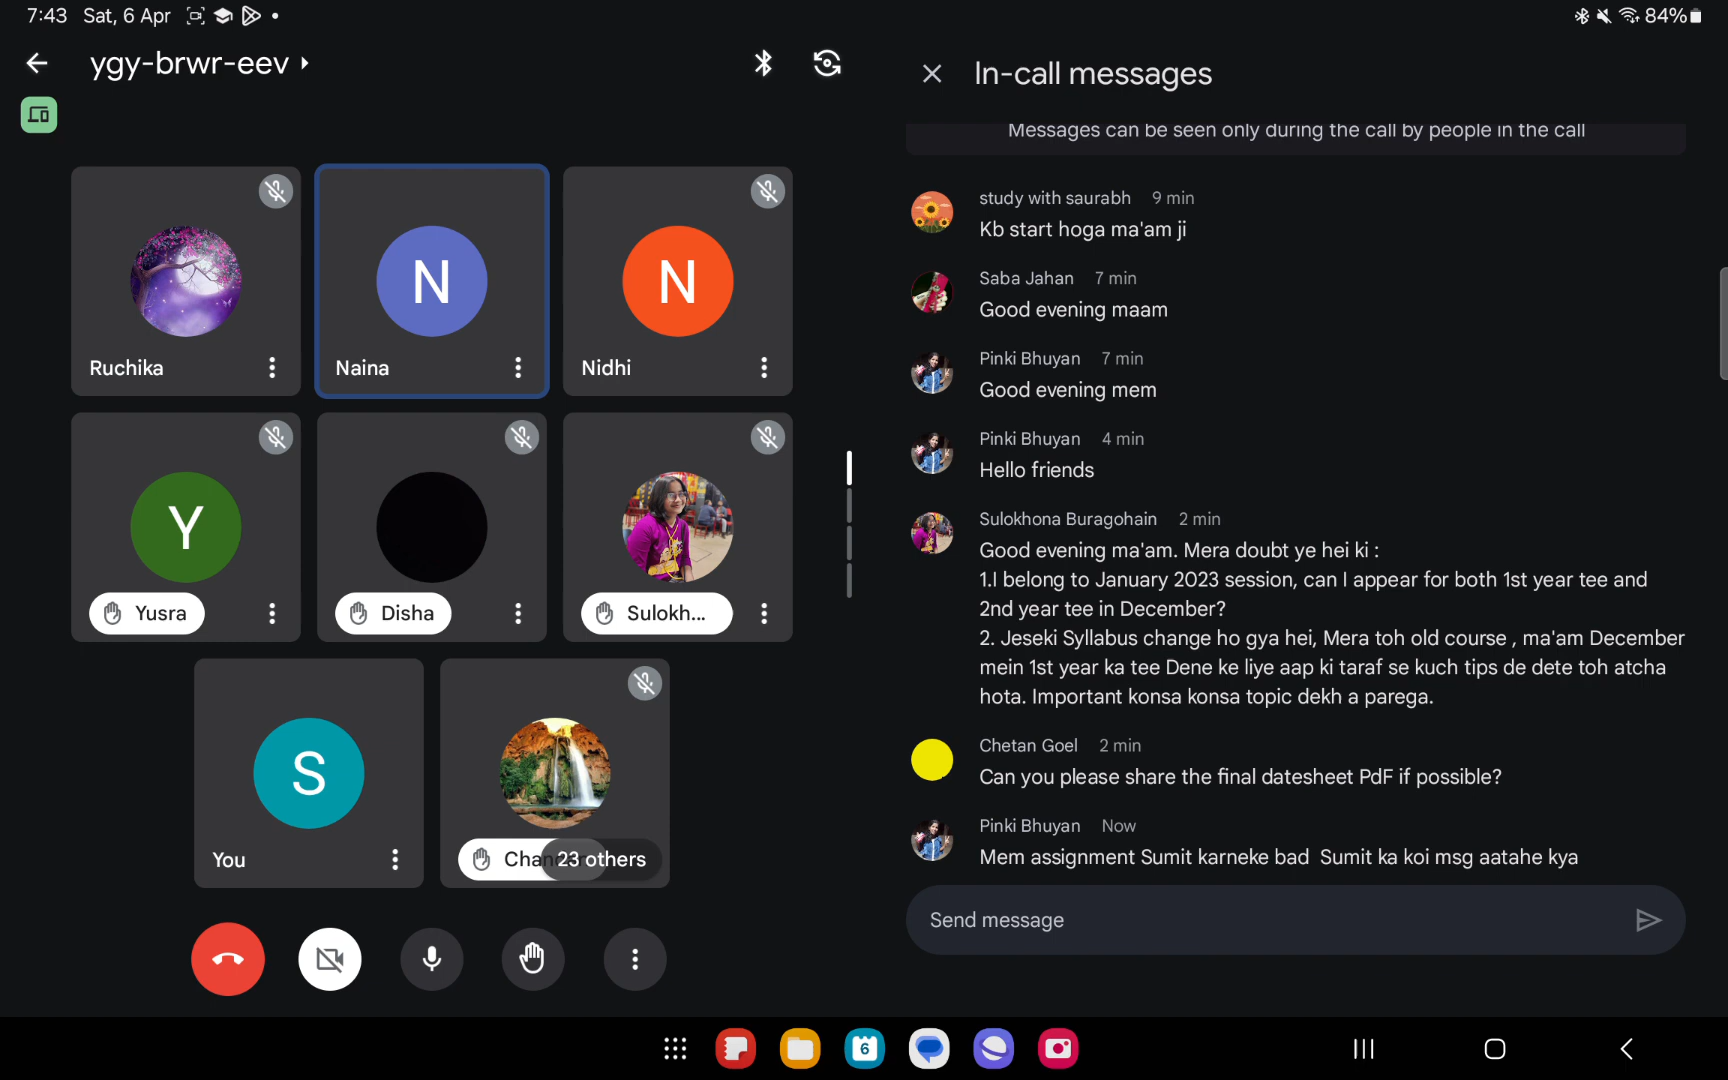 7:43 Sat, 6 Apr
84%
ygy-brwr-eev
In-call messages
Messages can be seen only during the call by people in the call
Ruchika
N
Naina
N
Nidhi
Y
Yusra
Disha
Sulokh...
S
You
23 others
study with saurabh 9 min
Kb start hoga ma'am ji
Saba Jahan 7 min
Good evening maam
Pinki Bhuyan 7 min
Good evening mem
Pinki Bhuyan 4 min
Hello friends
Sulokhona Buragohain 2 min
Good evening ma'am. Mera doubt ye hei ki :
1.I belong to January 2023 session, can I appear for both 1st year tee and
2nd year tee in December?
2. Jeseki Syllabus change ho gya hei, Mera toh old course , ma'am December
mein 1st year ka tee Dene ke liye aap ki taraf se kuch tips de dete toh atcha
hota. Important konsa konsa topic dekh a parega.
Chetan Goel 2 min
Can you please share the final datesheet PdF if possible?
Pinki Bhuyan Now
Mem assignment Sumit karneke bad  Sumit ka koi msg aatahe kya
Send message
6